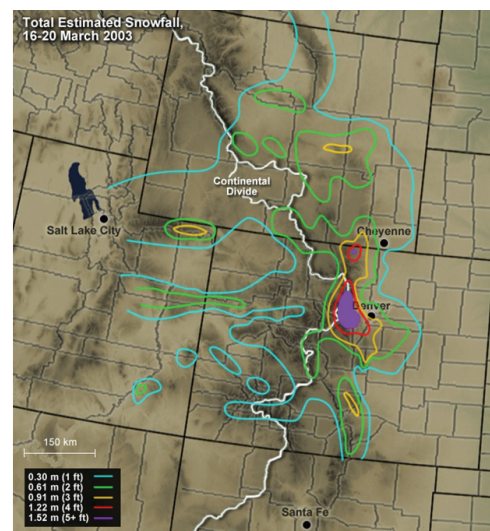 Total Estimated Snowfall,
16-20 March 2003
Continental
Divide
Salt Lake City
Cheyenne
Denver
150 km
0.30 m (1 ft)
0.61 m (2 ft)
0.91 m (3 ft)
1.22 m (4 ft)
1.52 m (5+ ft)
Santa Fe